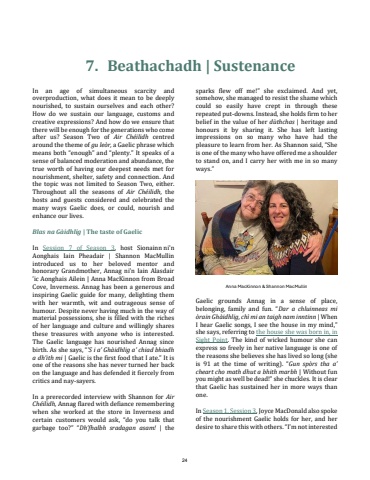 7. Beathachadh | Sustenance
In an age of simultaneous scarcity and
overproduction, what does it mean to be deeply
nourished, to sustain ourselves and each other?
How do we sustain our language, customs and
creative expressions? And how do we ensure that
there will be enough for the generations who come
after us? Season Two of Air Chéilidh centred
around the theme of gu leòr, a Gaelic phrase which
means both "enough" and "plenty." It speaks of a
sense of balanced moderation and abundance, the
true worth of having our deepest needs met for
nourishment, shelter, safety and connection. And
the topic was not limited to Season Two, either.
Throughout all the seasons of Air Chéilidh, the
hosts and guests considered and celebrated the
many ways Gaelic does, or could, nourish and
enhance our lives.
Blas na Gàidhlig | The taste of Gaelic
In Session 7 of Season 3, host Sionainn ni'n
Aonghais Iain Pheadair | Shannon MacMullin
introduced us to her beloved mentor and
honorary Grandmother, Annag ni'n Iain Alasdair
'ic Aonghais Ailein | Anna MacKinnon from Broad
Cove, Inverness. Annag has been a generous and
inspiring Gaelic guide for many, delighting them
with her warmth, wit and outrageous sense of
humour. Despite never having much in the way of
material possessions, she is filled with the riches
of her language and culture and willingly shares
these treasures with anyone who is interested.
The Gaelic language has nourished Annag since
birth. As she says, "'S i a' Ghàidhlig a' chiad bhiadh
a dh'ith mi | Gaelic is the first food that I ate." It is
one of the reasons she has never turned her back
on the language and has defended it fiercely from
critics and nay-sayers.
In a prerecorded interview with Shannon for Air
Chéilidh, Annag flared with defiance remembering
when she worked at the store in Inverness and
certain customers would ask, "do you talk that
garbage too?" "Dh'fhalbh sradagan asam! | the
sparks flew off me!" she exclaimed. And yet,
somehow, she managed to resist the shame which
could so easily have crept in through these
repeated put-downs. Instead, she holds firm to her
belief in the value of her dùthchas | heritage and
honours it by sharing it. She has left lasting
impressions on so many who have had the
pleasure to learn from her. As Shannon said, "She
is one of the many who have offered me a shoulder
to stand on, and I carry her with me in so many
ways."
Anna MacKinnon & Shannon MacMullin
Gaelic grounds Annag in a sense of place,
belonging, family and fun. "Dar a chluinneas mi
òrain Ghàidhlig, chì mi an taigh nam inntinn | When
I hear Gaelic songs, I see the house in my mind,"
she says, referring to the house she was born in, in
Sight Point. The kind of wicked humour she can
express so freely in her native language is one of
the reasons she believes she has lived so long (she
is 91 at the time of writing). "Gun spòrs tha a'
cheart cho math dhut a bhith marbh | Without fun
you might as well be dead!" she chuckles. It is clear
that Gaelic has sustained her in more ways than
one.
In Season 1, Session 3, Joyce MacDonald also spoke
of the nourishment Gaelic holds for her, and her
desire to share this with others. "I'm not interested
24